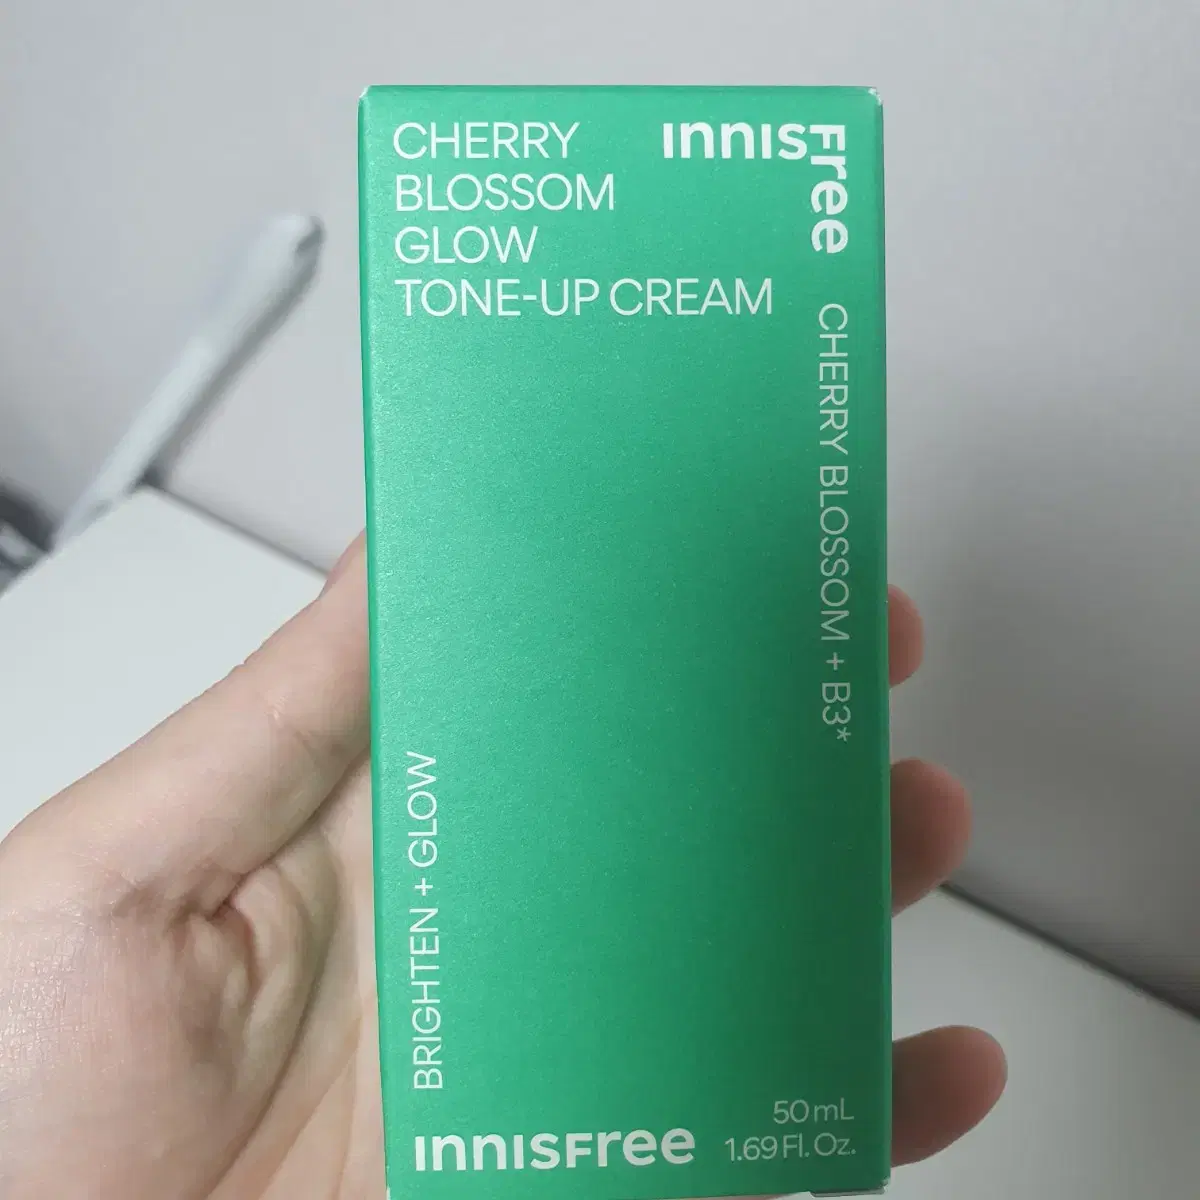 CHERRY
BLOSSOM
GLOW
TONE-UP CREAM
INNISFree
CHERRY BLOSSOM + B3*
BRIGHTEN + GLOW
INNISFree
50 mL
1.69 Fl. Oz.